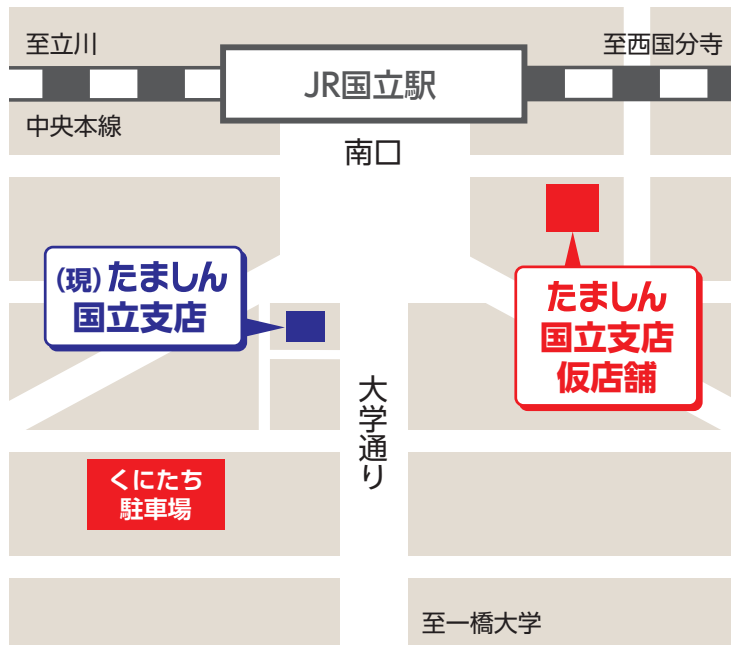 至立川
至西国分寺
JR国立駅
中央本線
南口
(現)たましん
国立支店
たましん
国立支店
仮店舗
大学通り
くにたち
駐車場
至一橋大学